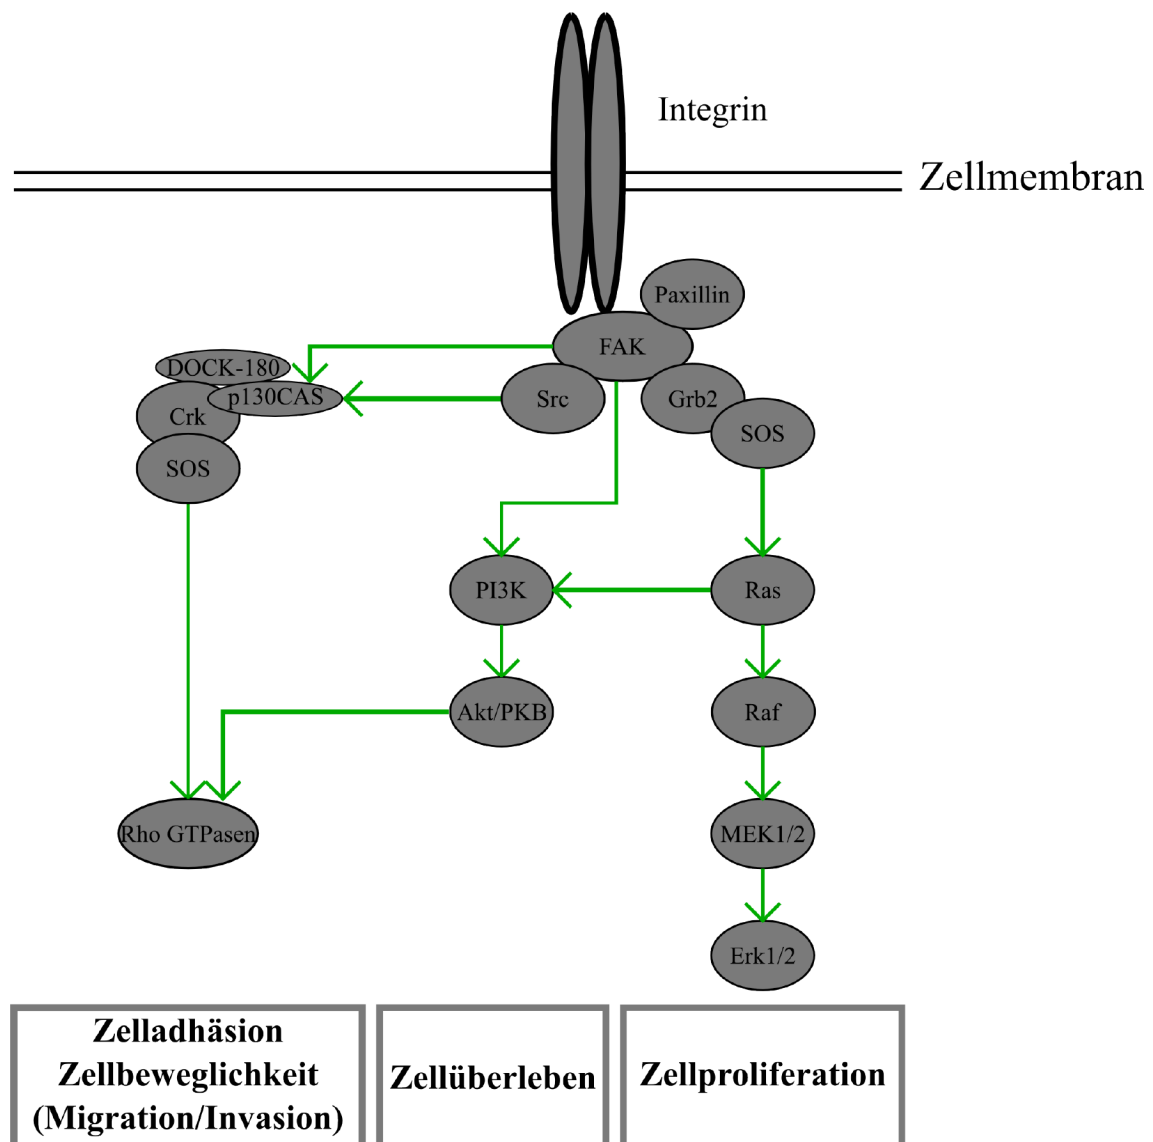 Integrin
Zellmembran
Paxillin
FAK
DOCK-180
p130CAS
Src
Grb2
Crk
SOS
SOS
PI3K
Ras
Akt/PKB
Raf
Rho GTPasen
MEK1/2
Erk1/2
Zelladhäsion
Zellbeweglichkeit
(Migration/Invasion)
Zellüberleben
Zellproliferation